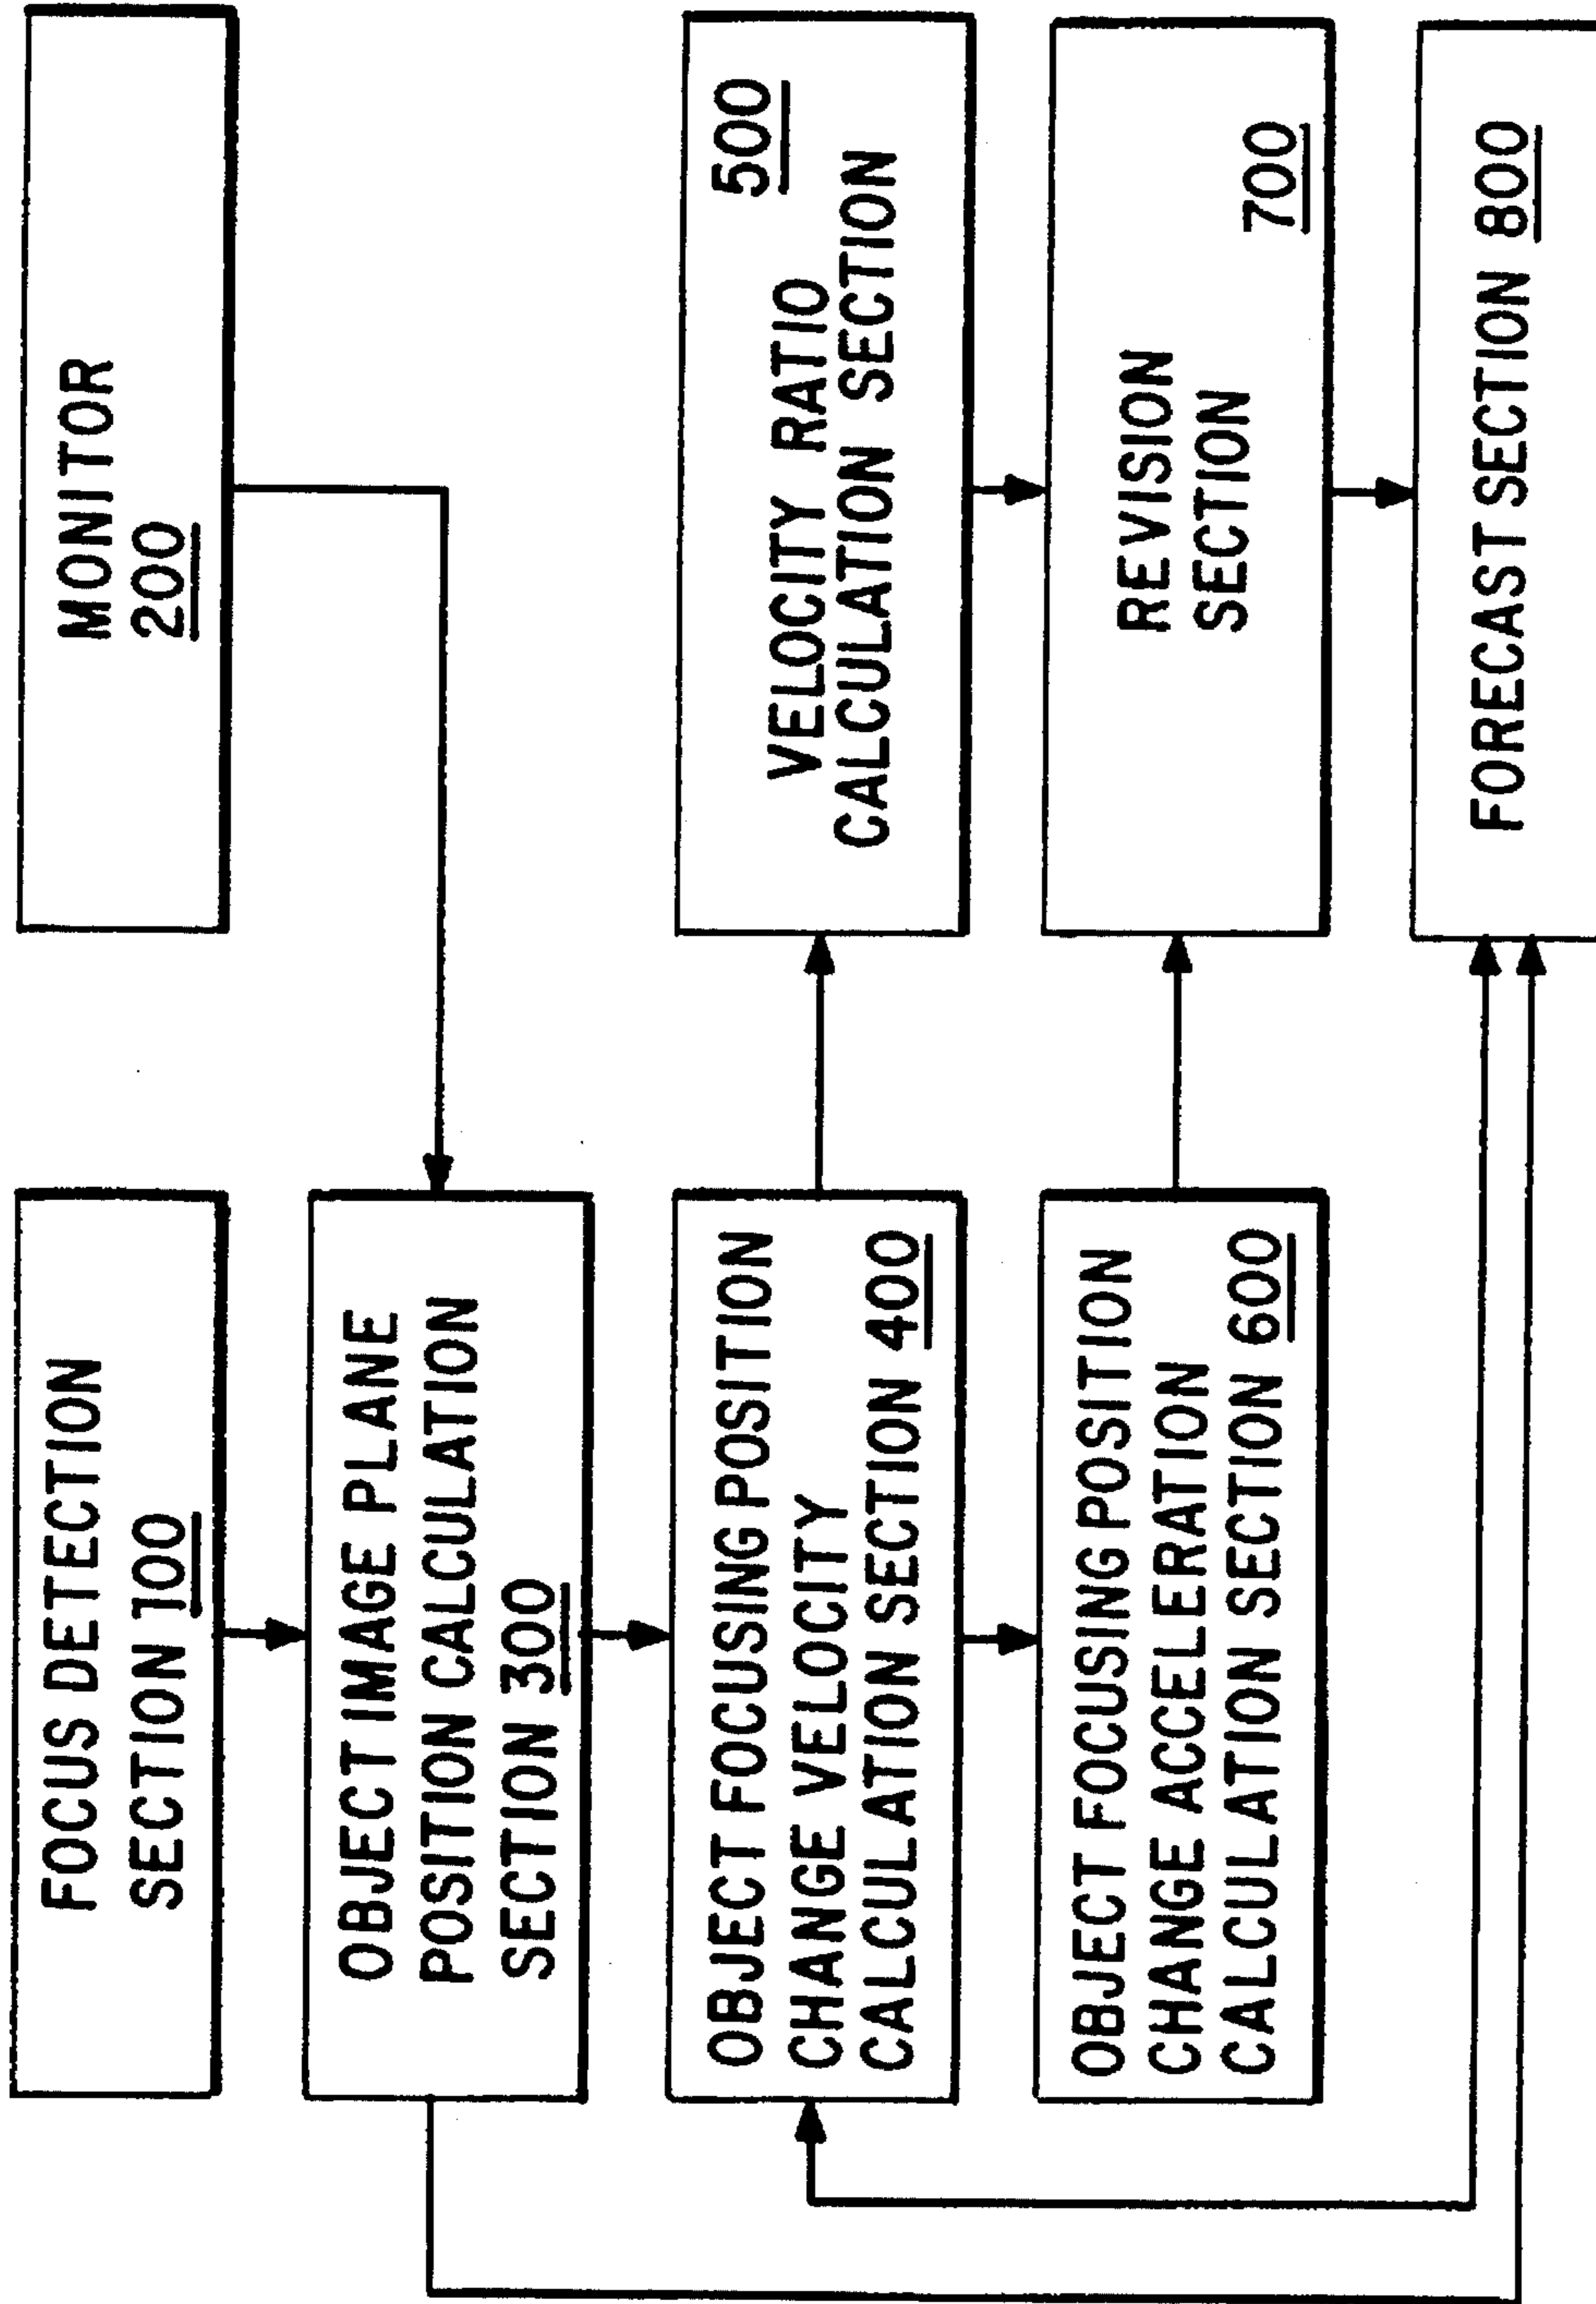 FOCUS DETECTION
SECTION 100
MONITOR
200
OBJECT IMAGE PLANE
POSITION CALCULATION
SECTION 300
OBJECT FOCUSING POSITION
CHANGE VELOCITY
CALCULATION SECTION 400
500
VELOCITY RATIO
CALCULATION SECTION
OBJECT FOCUSING POSITION
CHANGE ACCELERATION
CALCULATION SECTION 600
REVISION
SECTION
700
FORECAST SECTION 800